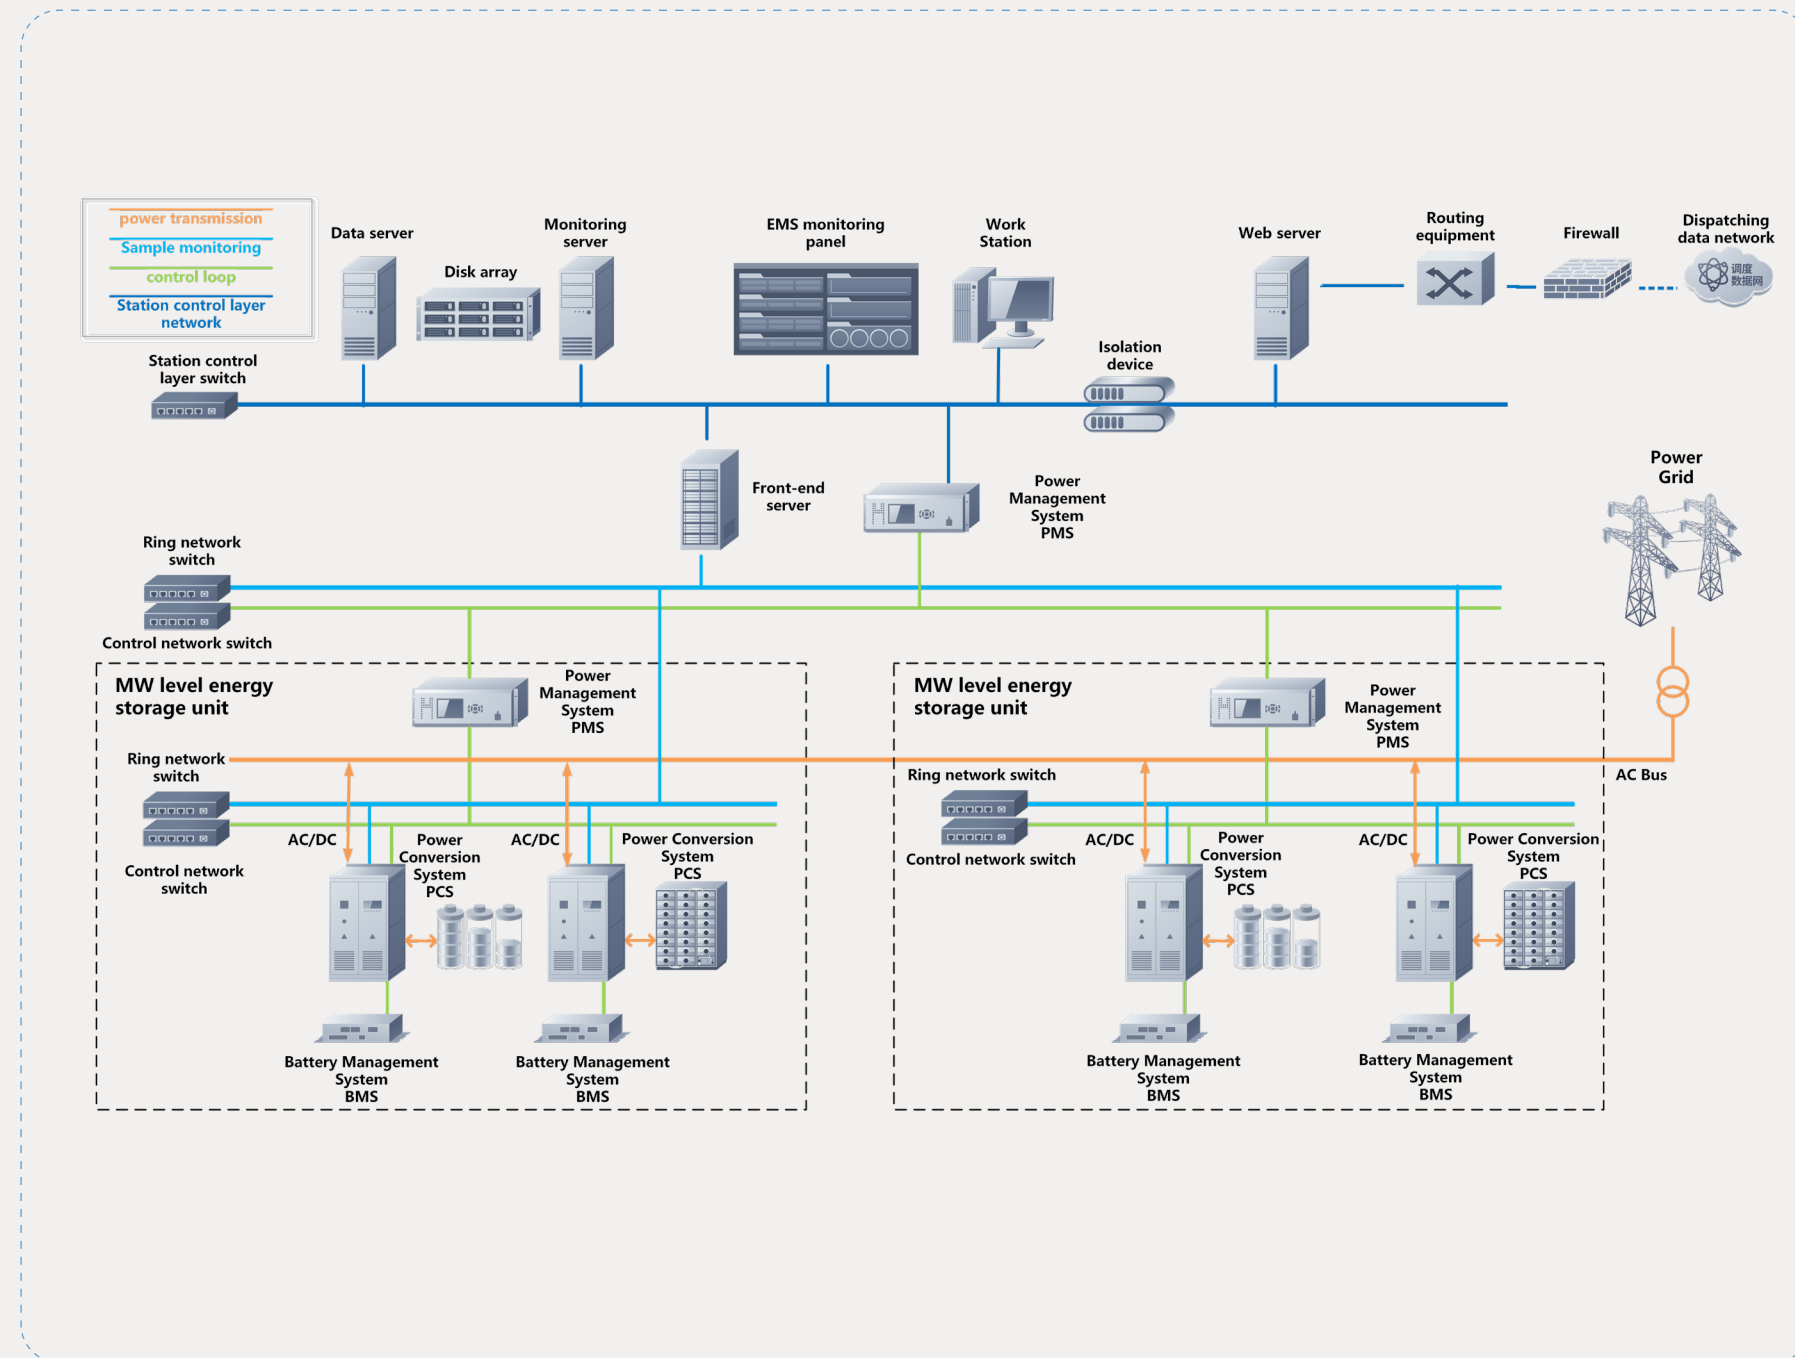 power transmission
Sample monitoring
control loop
Station control layer
network
Data server
Disk array
Monitoring
server
EMS monitoring
panel
Work
Station
Isolation
device
Web server
Routing
equipment
Firewall
Dispatching
data network
调度
数据网
Station control
layer switch
Front-end
server
Power
Management
System
PMS
Power
Grid
Ring network
switch
Control network switch
MW level energy
storage unit
Power
Management
System
PMS
Ring network
switch
Control network
switch
AC/DC
Power
Conversion
System
PCS
AC/DC
Power Conversion
System
PCS
Battery Management
System
BMS
Battery Management
System
BMS
MW level energy
storage unit
Power
Management
System
PMS
AC Bus
Ring network switch
Control network switch
AC/DC
Power
Conversion
System
PCS
AC/DC
Power Conversion
System
PCS
Battery Management
System
BMS
Battery Management
System
BMS